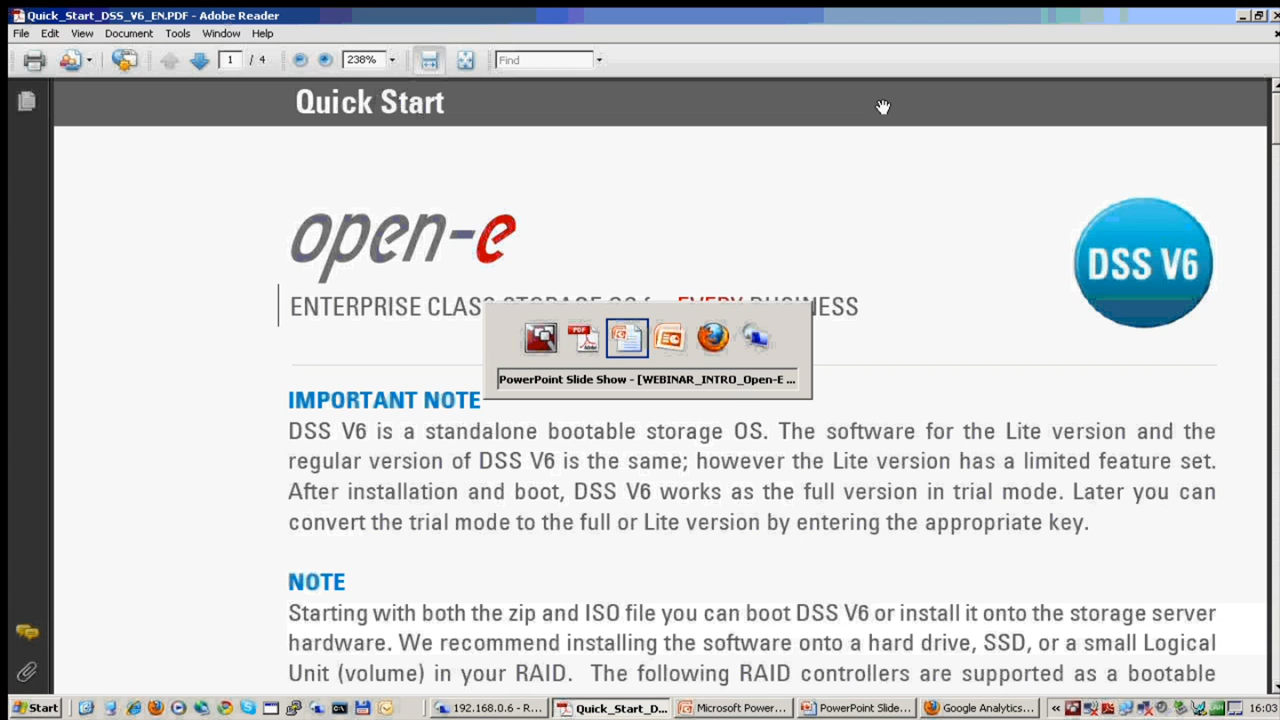 Quick_Start_DSS_V6_EN.PDF - Adobe Reader
File Edit View Document Tools Window Help
1 / 4 238% Find
Quick Start
open-e
DSS V6
ENTERPRISE CLASS STORAGE OS for EVERY BUSINESS
PowerPoint Slide Show - [WEBINAR_INTRO_Open-E ...
IMPORTANT NOTE
DSS V6 is a standalone bootable storage OS. The software for the Lite version and the
regular version of DSS V6 is the same; however the Lite version has a limited feature set.
After installation and boot, DSS V6 works as the full version in trial mode. Later you can
convert the trial mode to the full or Lite version by entering the appropriate key.
NOTE
Starting with both the zip and ISO file you can boot DSS V6 or install it onto the storage server
hardware. We recommend installing the software onto a hard drive, SSD, or a small Logical
Unit (volume) in your RAID. The following RAID controllers are supported as a bootable
Start 192.168.0.6 - R... Quick_Start_D... Microsoft Power... PowerPoint Slide... Google Analytics... 16:03